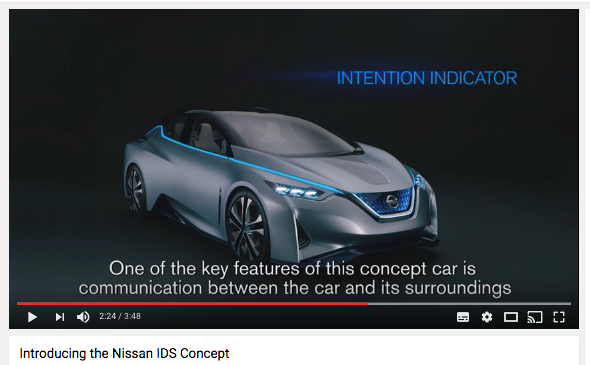 INTENTION INDICATOR
One of the key features of this concept car is
communication between the car and its surroundings
2:24 / 3:48
Introducing the Nissan IDS Concept